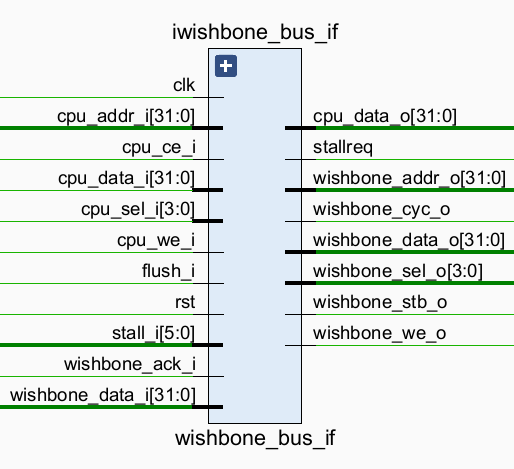 iwishbone_bus_if
clk
cpu_addr_i[31:0]
cpu_ce_i
cpu_data_i[31:0]
cpu_sel_i[3:0]
cpu_we_i
flush_i
rst
stall_i[5:0]
wishbone_ack_i
wishbone_data_i[31:0]
cpu_data_o[31:0]
stallreq
wishbone_addr_o[31:0]
wishbone_cyc_o
wishbone_data_o[31:0]
wishbone_sel_o[3:0]
wishbone_stb_o
wishbone_we_o
wishbone_bus_if